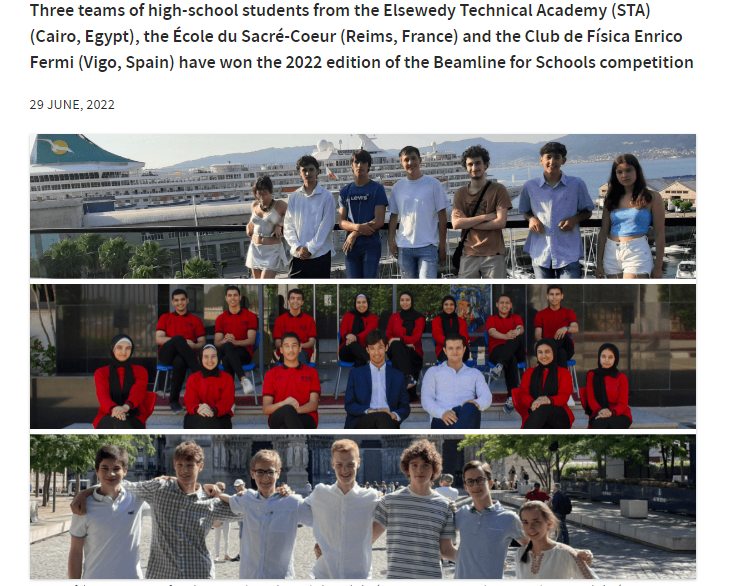 Three teams of high-school students from the Elsewedy Technical Academy (STA)
(Cairo, Egypt), the École du Sacré-Coeur (Reims, France) and the Club de Física Enrico
Fermi (Vigo, Spain) have won the 2022 edition of the Beamline for Schools competition
29 JUNE, 2022
LEVI'S